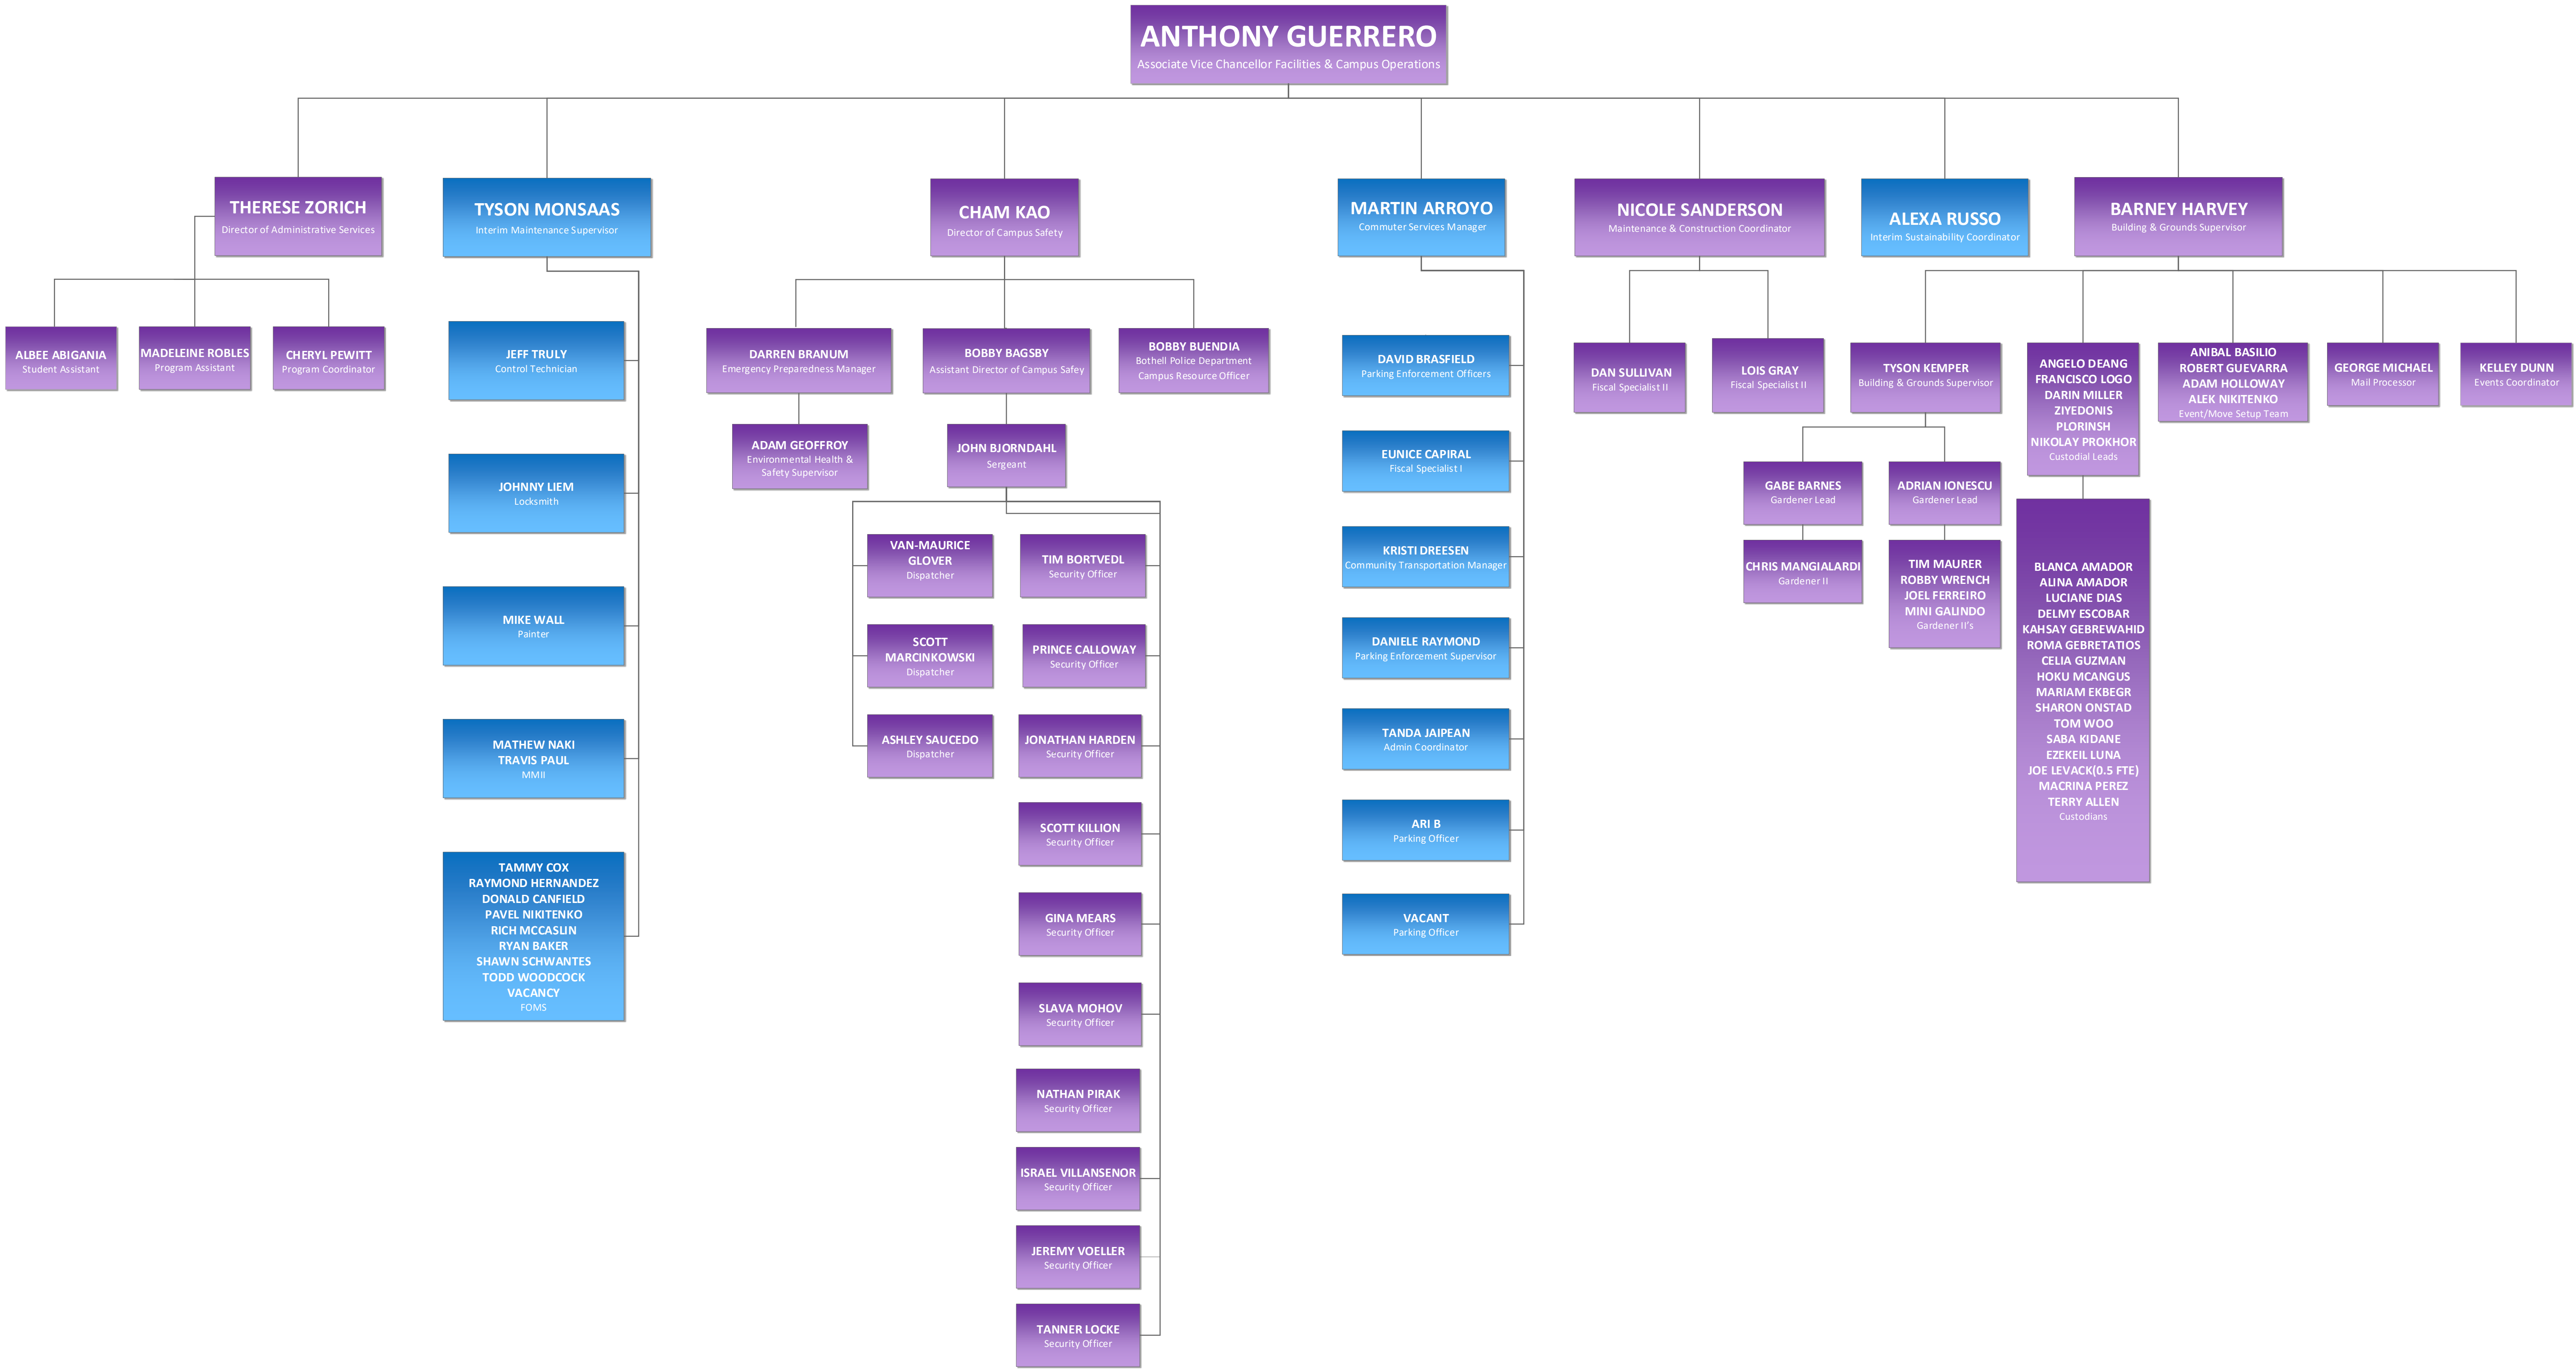 ANTHONY GUERRERO
Associate Vice Chancellor Facilities & Campus Operations
THERESE ZORICH
Director of Administrative Services
TYSON MONSAAS
Interim Maintenance Supervisor
CHAM KAO
Director of Campus Safety
MARTIN ARROYO
Commuter Services Manager
NICOLE SANDERSON
Maintenance & Construction Coordinator
ALEXA RUSSO
Interim Sustainability Coordinator
BARNEY HARVEY
Building & Grounds Supervisor
ALBEE ABIGANIA
Student Assistant
MADELEINE ROBLES
Program Assistant
CHERYL PEWITT
Program Coordinator
JEFF TRULY
Control Technician
JOHNNY LIEM
Locksmith
MIKE WALL
Painter
MATHEW NAKI
TRAVIS PAUL
MMII
TAMMY COX
RAYMOND HERNANDEZ
DONALD CANFIELD
PAVEL NIKITENKO
RICH MCCASLIN
RYAN BAKER
SHAWN SCHWANTES
TODD WOODCOCK
VACANCY
FOMS
DARREN BRANUM
Emergency Preparedness Manager
BOBBY BAGSBY
Assistant Director of Campus Safey
BOBBY BUENDIA
Bothell Police Department
Campus Resource Officer
ADAM GEOFFROY
Environmental Health &
Safety Supervisor
JOHN BJORNDAHL
Sergeant
VAN-MAURICE
GLOVER
Dispatcher
SCOTT
MARCINKOWSKI
Dispatcher
ASHLEY SAUCEDO
Dispatcher
TIM BORTVEDL
Security Officer
PRINCE CALLOWAY
Security Officer
JONATHAN HARDEN
Security Officer
SCOTT KILLION
Security Officer
GINA MEARS
Security Officer
SLAVA MOHOV
Security Officer
NATHAN PIRAK
Security Officer
ISRAEL VILLANSENOR
Security Officer
JEREMY VOELLER
Security Officer
TANNER LOCKE
Security Officer
DAVID BRASFIELD
Parking Enforcement Officers
EUNICE CAPIRAL
Fiscal Specialist I
KRISTI DREESEN
Community Transportation Manager
DANIELE RAYMOND
Parking Enforcement Supervisor
TANDA JAIPEAN
Admin Coordinator
ARI B
Parking Officer
VACANT
Parking Officer
DAN SULLIVAN
Fiscal Specialist II
LOIS GRAY
Fiscal Specialist II
TYSON KEMPER
Building & Grounds Supervisor
GABE BARNES
Gardener Lead
ADRIAN IONESCU
Gardener Lead
CHRIS MANGIALARDI
Gardener II
TIM MAURER
ROBBY WRENCH
JOEL FERREIRO
MINI GALINDO
Gardener II's
ANGELO DEANG
FRANCISCO LOGO
DARIN MILLER
ZIYEDONIS
PLORINSH
NIKOLAY PROKHOR
Custodial Leads
BLANCA AMADOR
ALINA AMADOR
LUCIANE DIAS
DELMY ESCOBAR
KAHSAY GEBREWAHID
ROMA GEBRETATIOS
CELIA GUZMAN
HOKU MCANGUS
MARIAM EKBEGR
SHARON ONSTAD
TOM WOO
SABA KIDANE
EZEKEIL LUNA
JOE LEVACK(0.5 FTE)
MACRINA PEREZ
TERRY ALLEN
Custodians
ANIBAL BASILIO
ROBERT GUEVARRA
ADAM HOLLOWAY
ALEK NIKITENKO
Event/Move Setup Team
GEORGE MICHAEL
Mail Processor
KELLEY DUNN
Events Coordinator